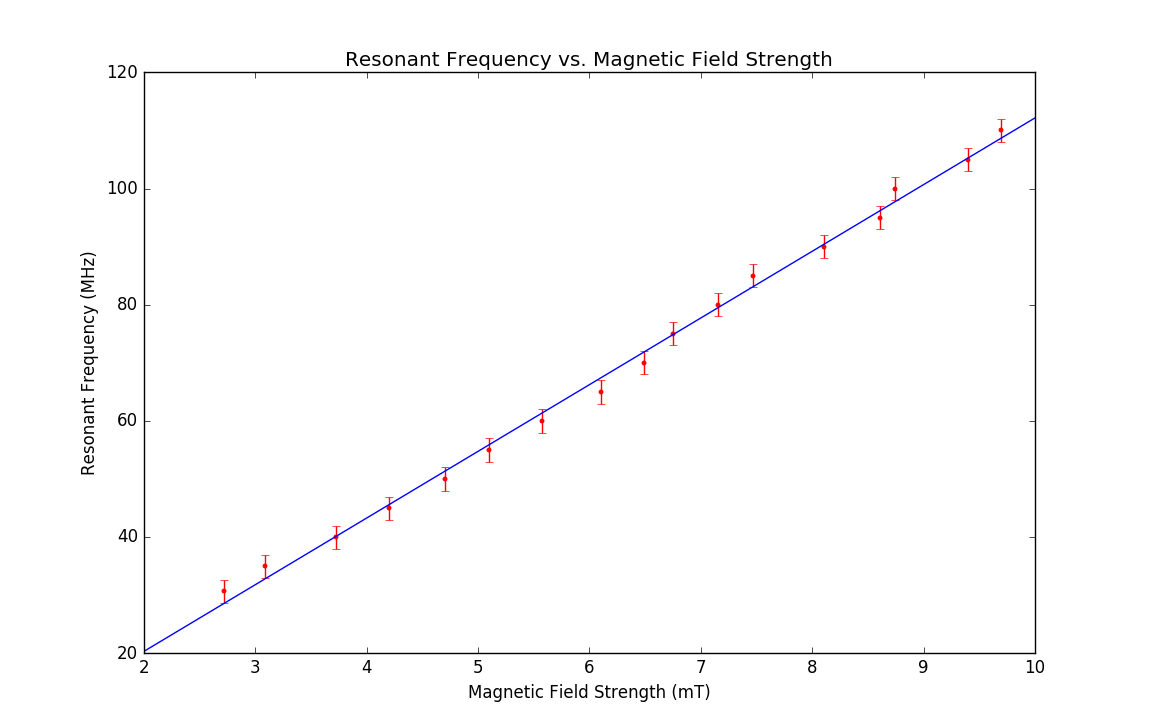 Resonant Frequency vs. Magnetic Field Strength
120
100
80
60
40
20
Resonant Frequency (MHz)
2 3 4 5 6 7 8 9 10
Magnetic Field Strength (mT)